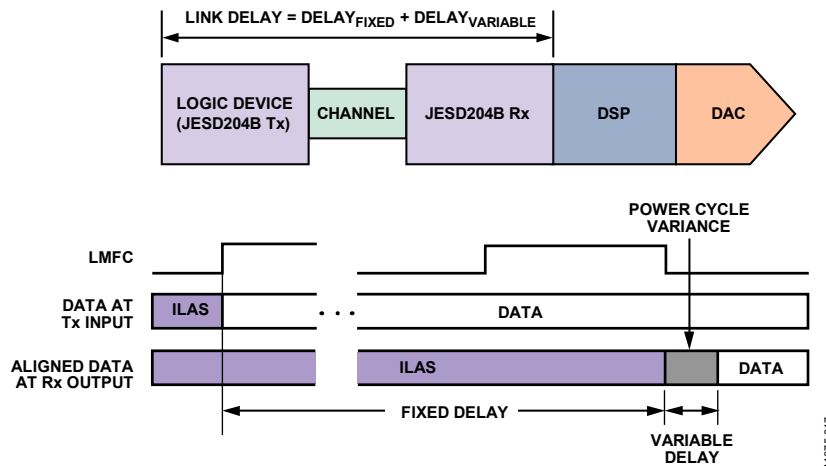 LINK DELAY = DELAYFIXED + DELAYVARIABLE
LOGIC DEVICE
(JESD204B Tx)
CHANNEL
JESD204B Rx
DSP
DAC
POWER CYCLE
VARIANCE
LMFC
DATA AT
Tx INPUT
ILAS
DATA
ALIGNED DATA
AT Rx OUTPUT
ILAS
DATA
FIXED DELAY
VARIABLE
DELAY